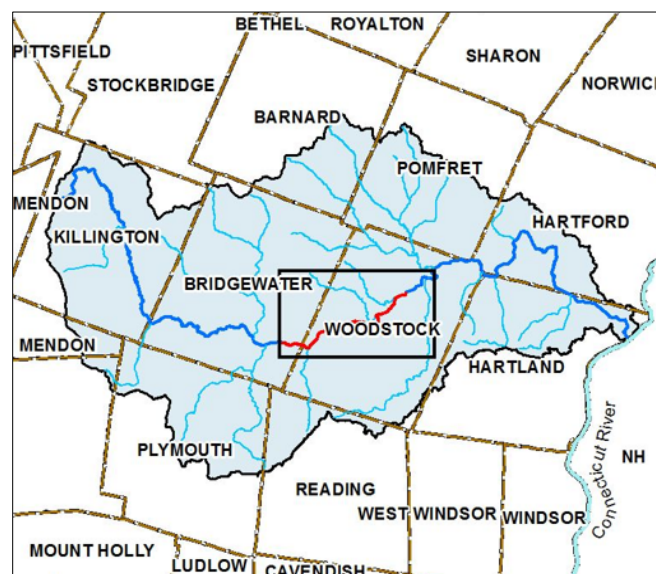 BETHEL
ROYALTON
PITTSFIELD
SHARON
STOCKBRIDGE
NORWICH
BARNARD
POMFRET
MENDON
HARTFORD
KILLINGTON
BRIDGEWATER
WOODSTOCK
MENDON
HARTLAND
PLYMOUTH
NH
Connecticut River
READING
WEST WINDSOR
WINDSOR
MOUNT HOLLY
LUDLOW
CAVENDISH